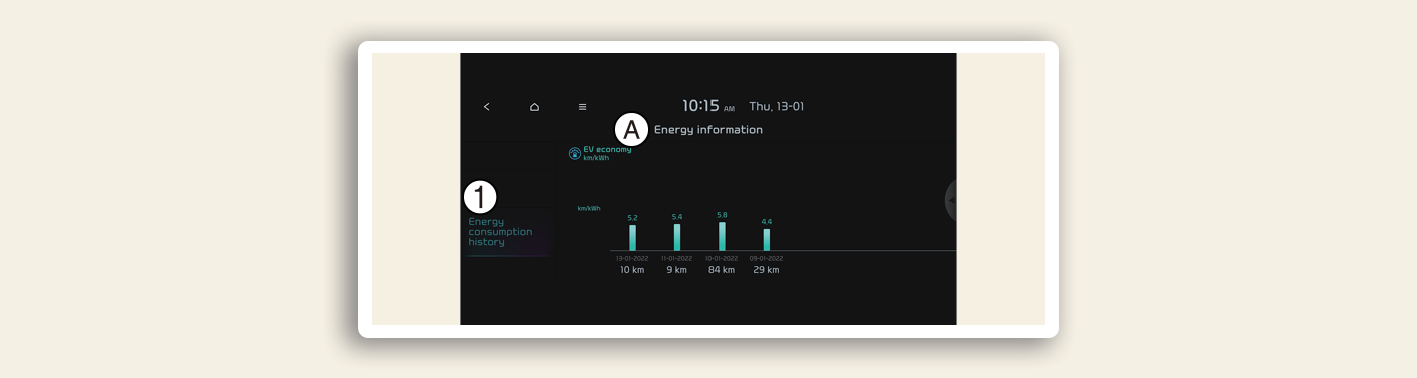 10:15 AM Thu, 13-01
A Energy information
EV economy
km/kWh
1
Energy
consumption
history
km/kWh
5.2 5.4 5.8 4.4
13-01-2022 11-01-2022 10-01-2022 09-01-2022
10 km 9 km 84 km 29 km